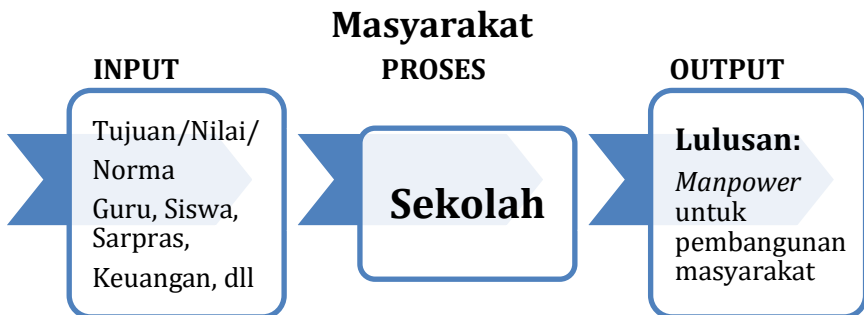 Masyarakat
INPUT
PROSES
OUTPUT
Tujuan/Nilai/
Norma
Guru, Siswa,
Sarpras,
Keuangan, dll
Sekolah
Lulusan:
Manpower
untuk
pembangunan
masyarakat